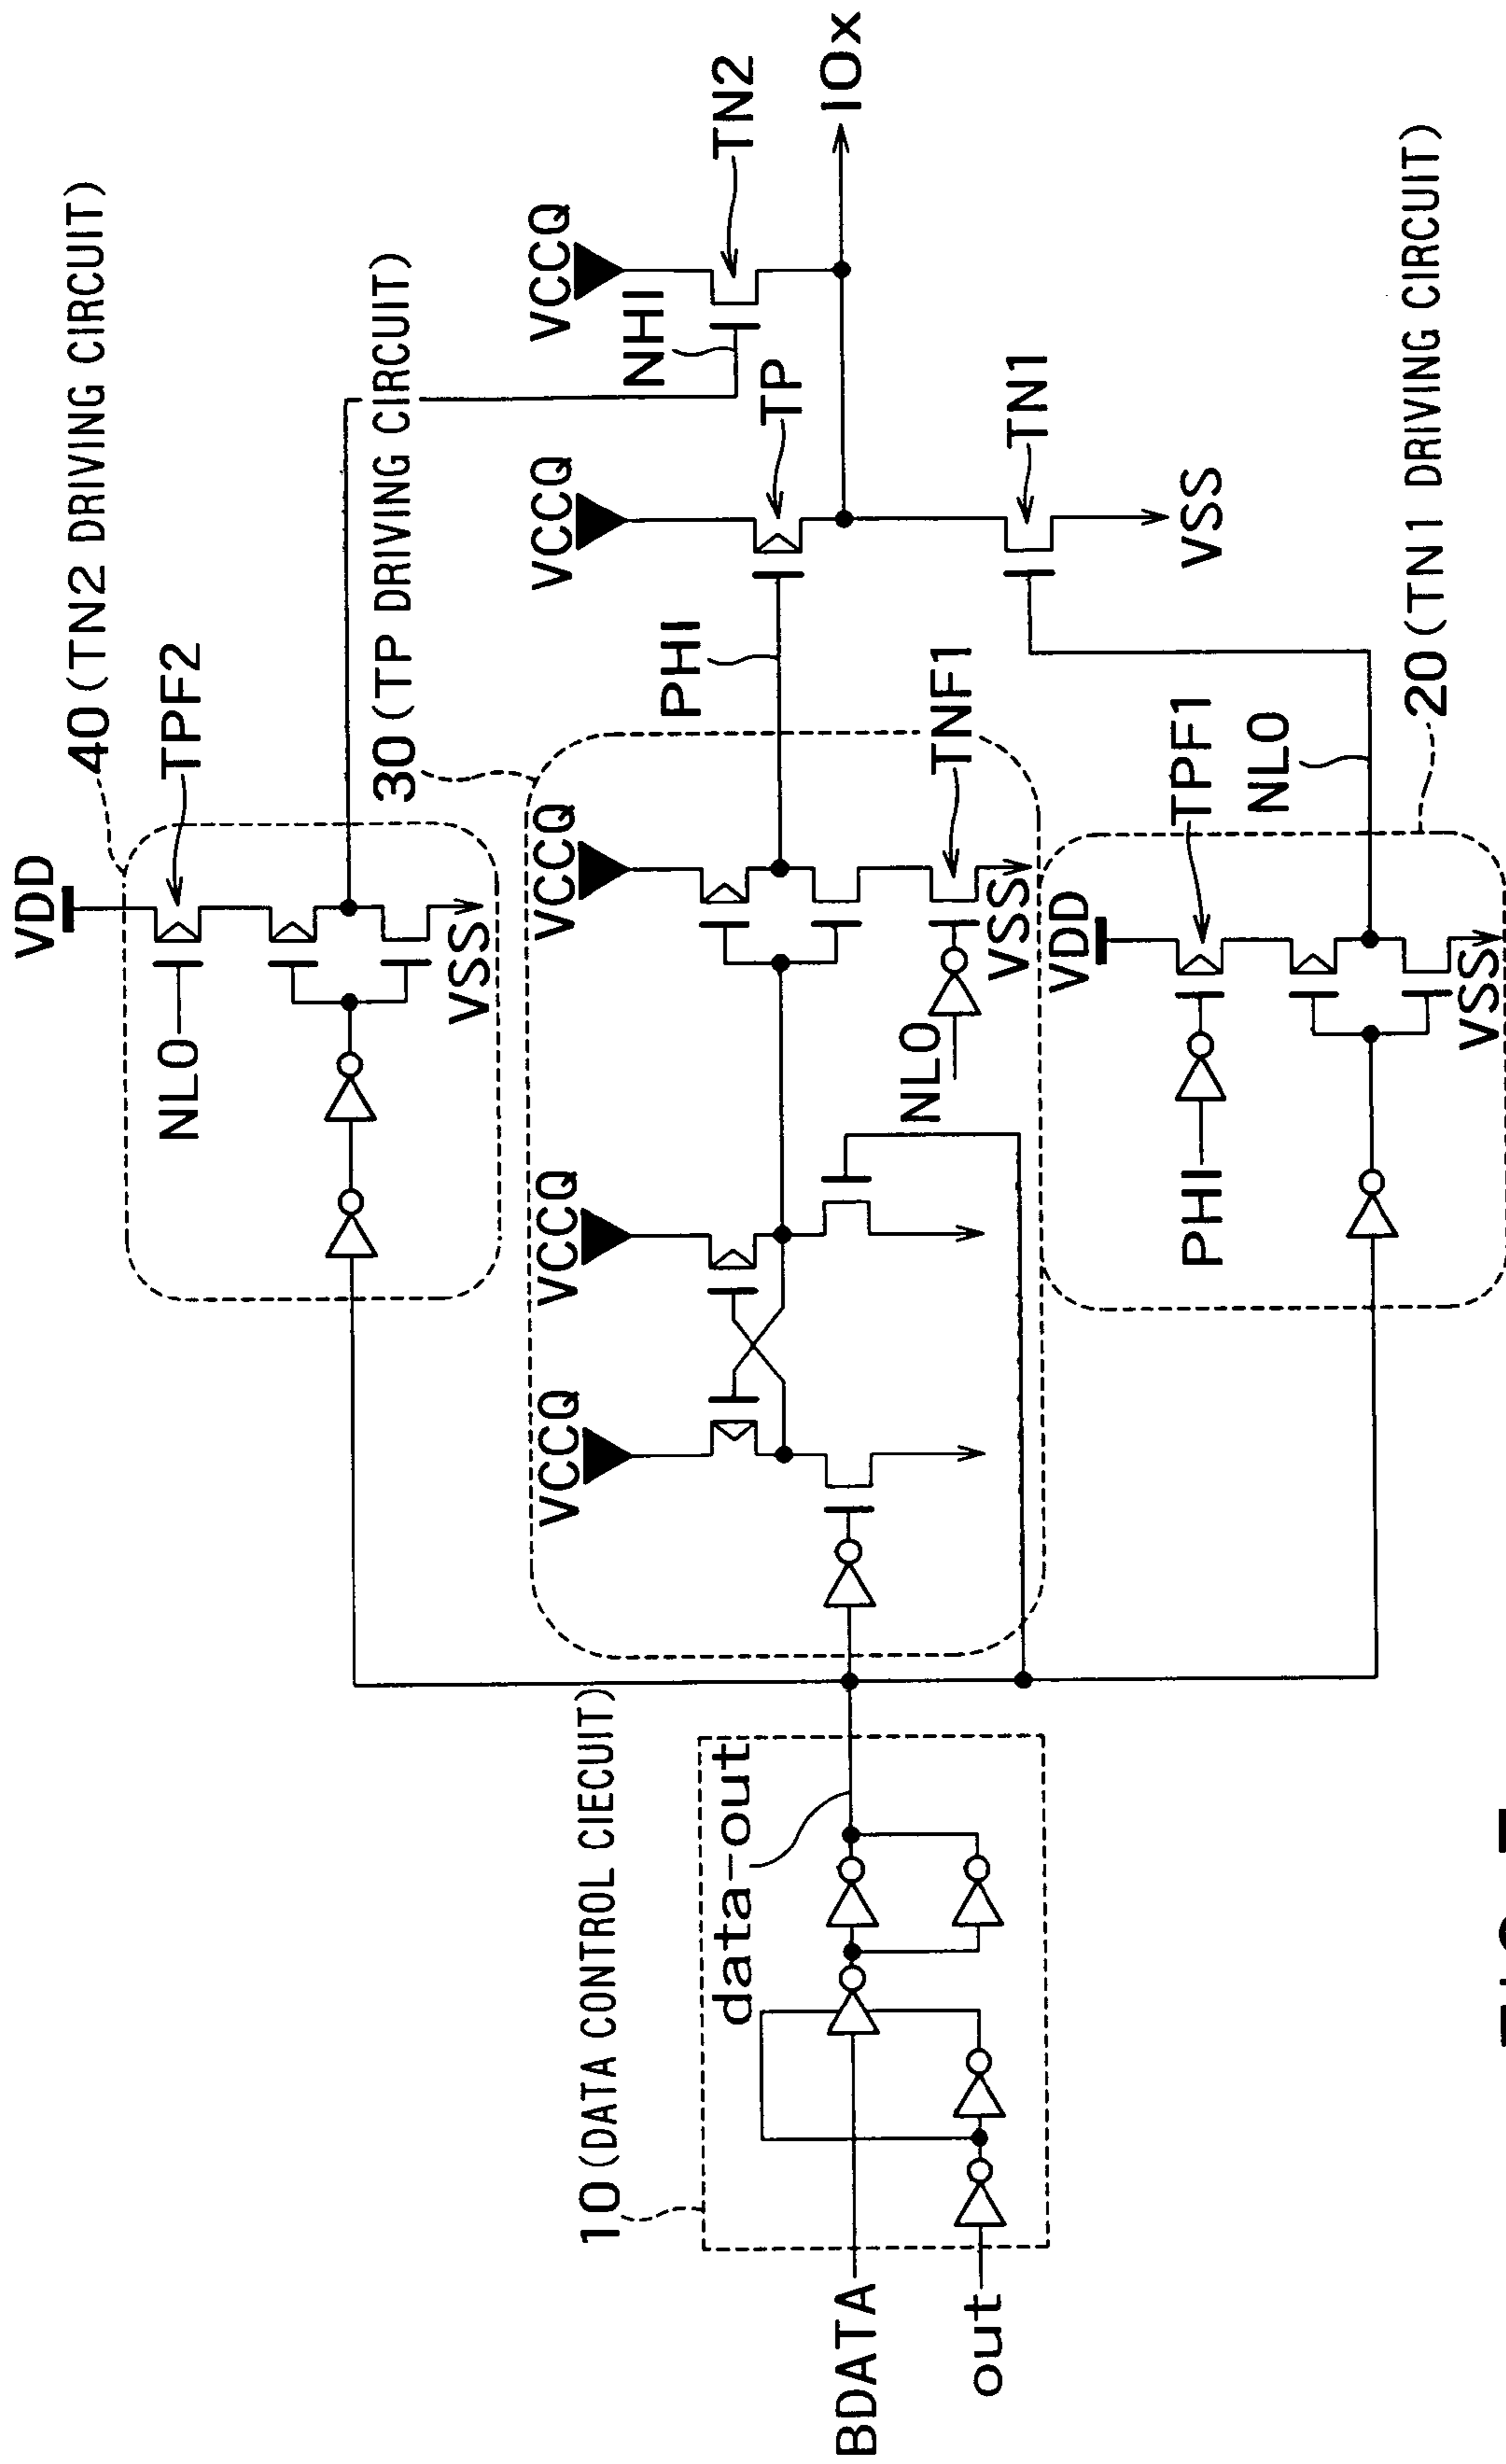 40 (TN2 DRIVING CIRCUIT)
VDD
TPF2
NLO
VSS
30 (TP DRIVING CIRCUIT)
VCCQ
VCCQ
VCCQ
PHI
TNF1
NLO
VSS
VCCQ
TP
VCCQ
NHI
TN2
IOx
TN1
VSS
10 (DATA CONTROL CIECUIT)
data-out
BDATA
out
20 (TN1 DRIVING CIRCUIT)
VDD
TPF1
PHI
NLO
VSS